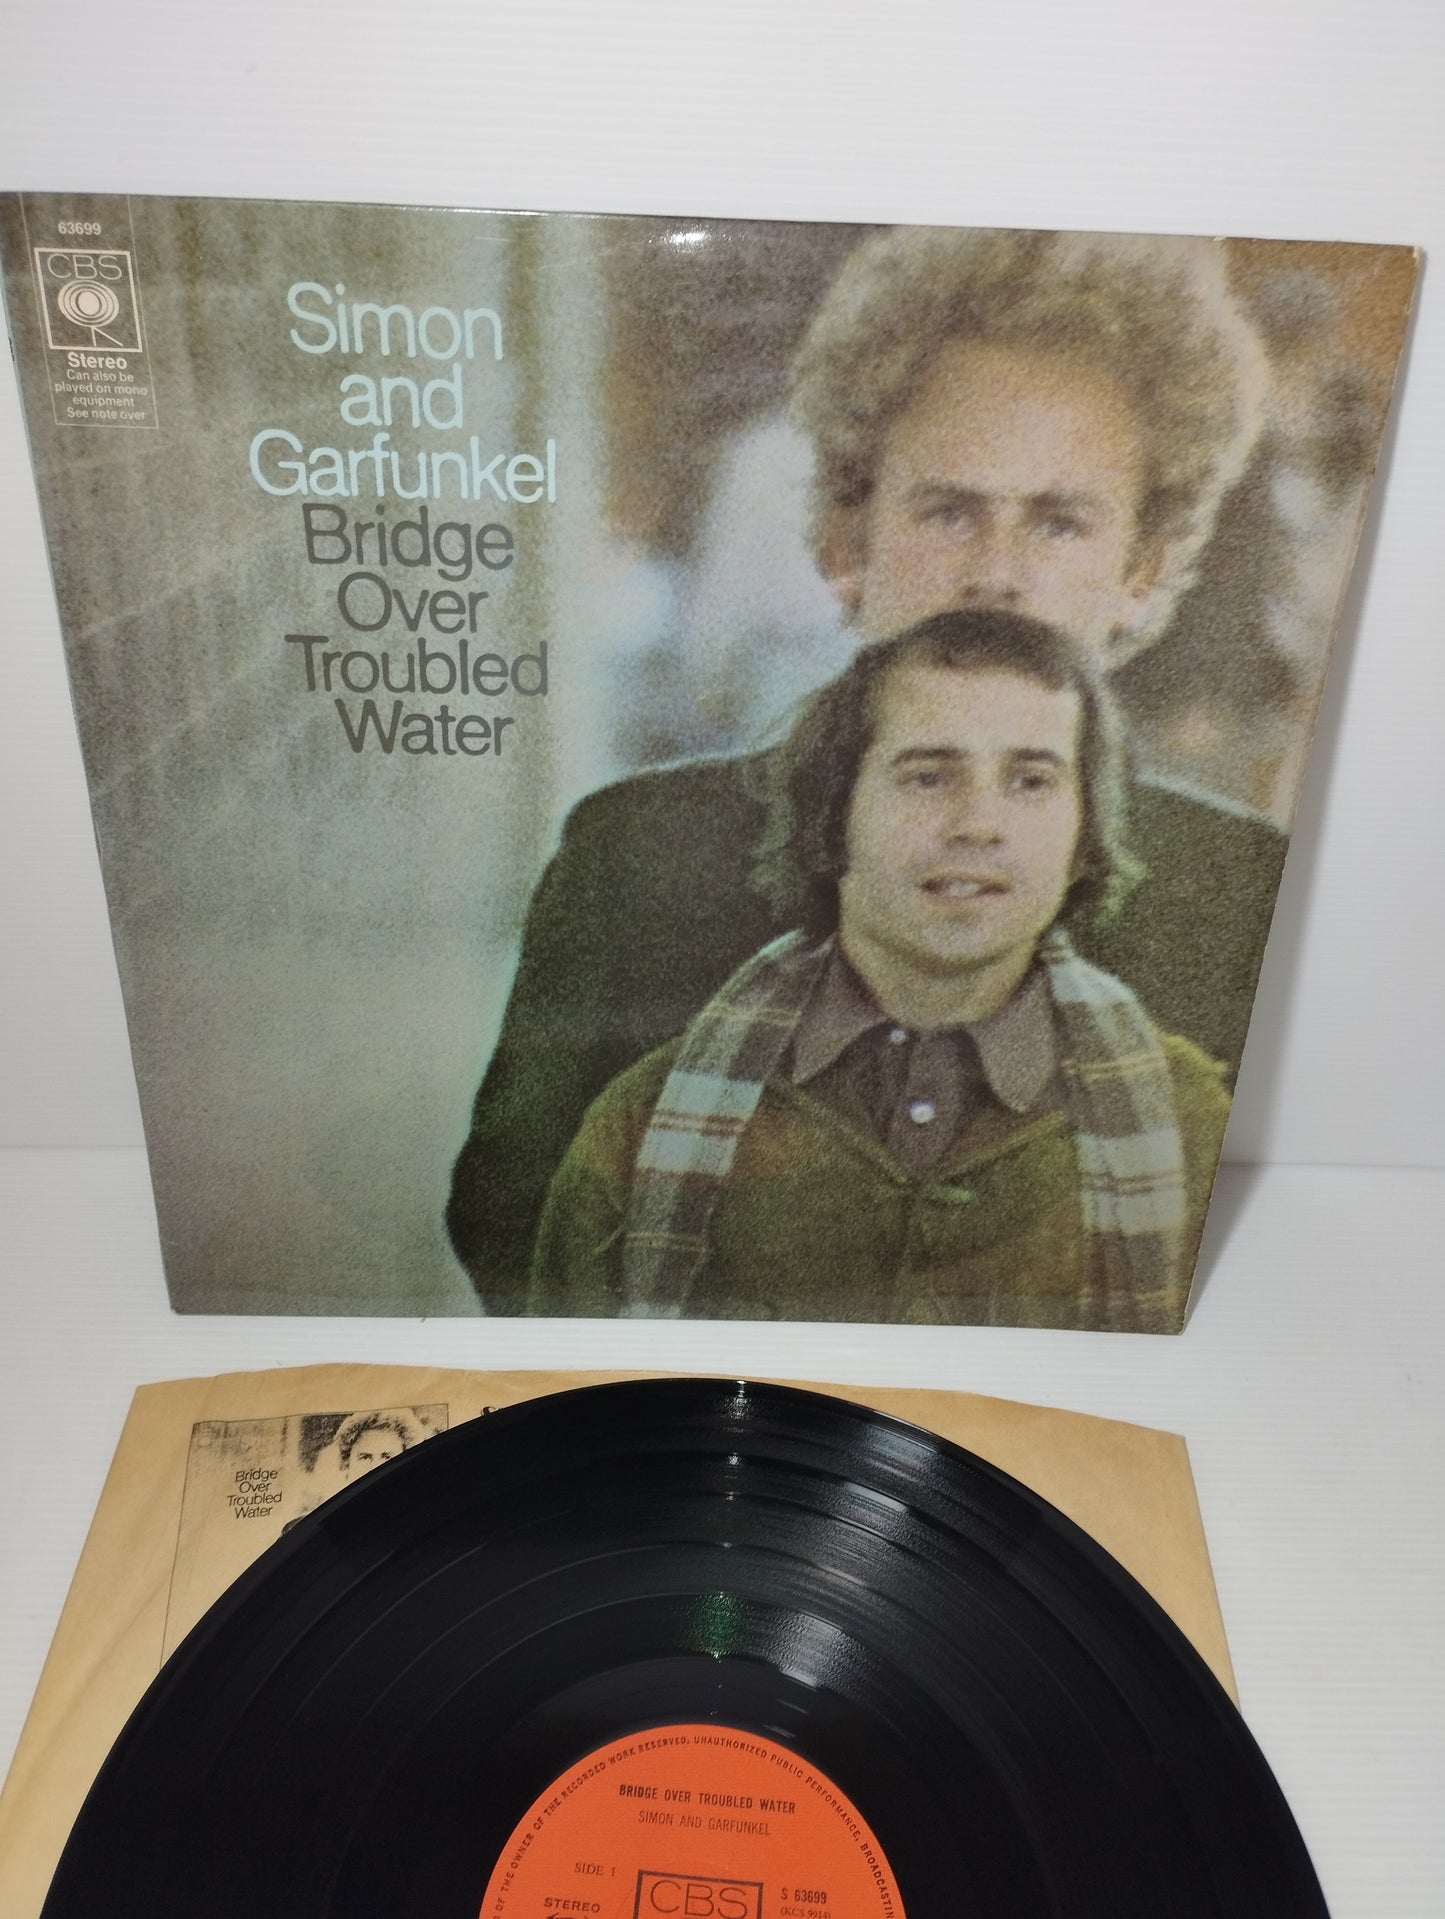 63699
CBS
Stereo
Can also be
played on mono
equipment
See note over
Simon
and
Garfunkel
Bridge
Over
Troubled
Water
Bridge
Over
Troubled
Water
OF THE OWNER OF THE RECORDED WORK RESERVED, UNAUTHORIZED PUBLIC PERFORMANCE, BROADCASTIN
BRIDGE OVER TROUBLED WATER
SIMON AND GARFUNKEL
SIDE 1
CBS
S 63699
(KCS 9914)
STEREO